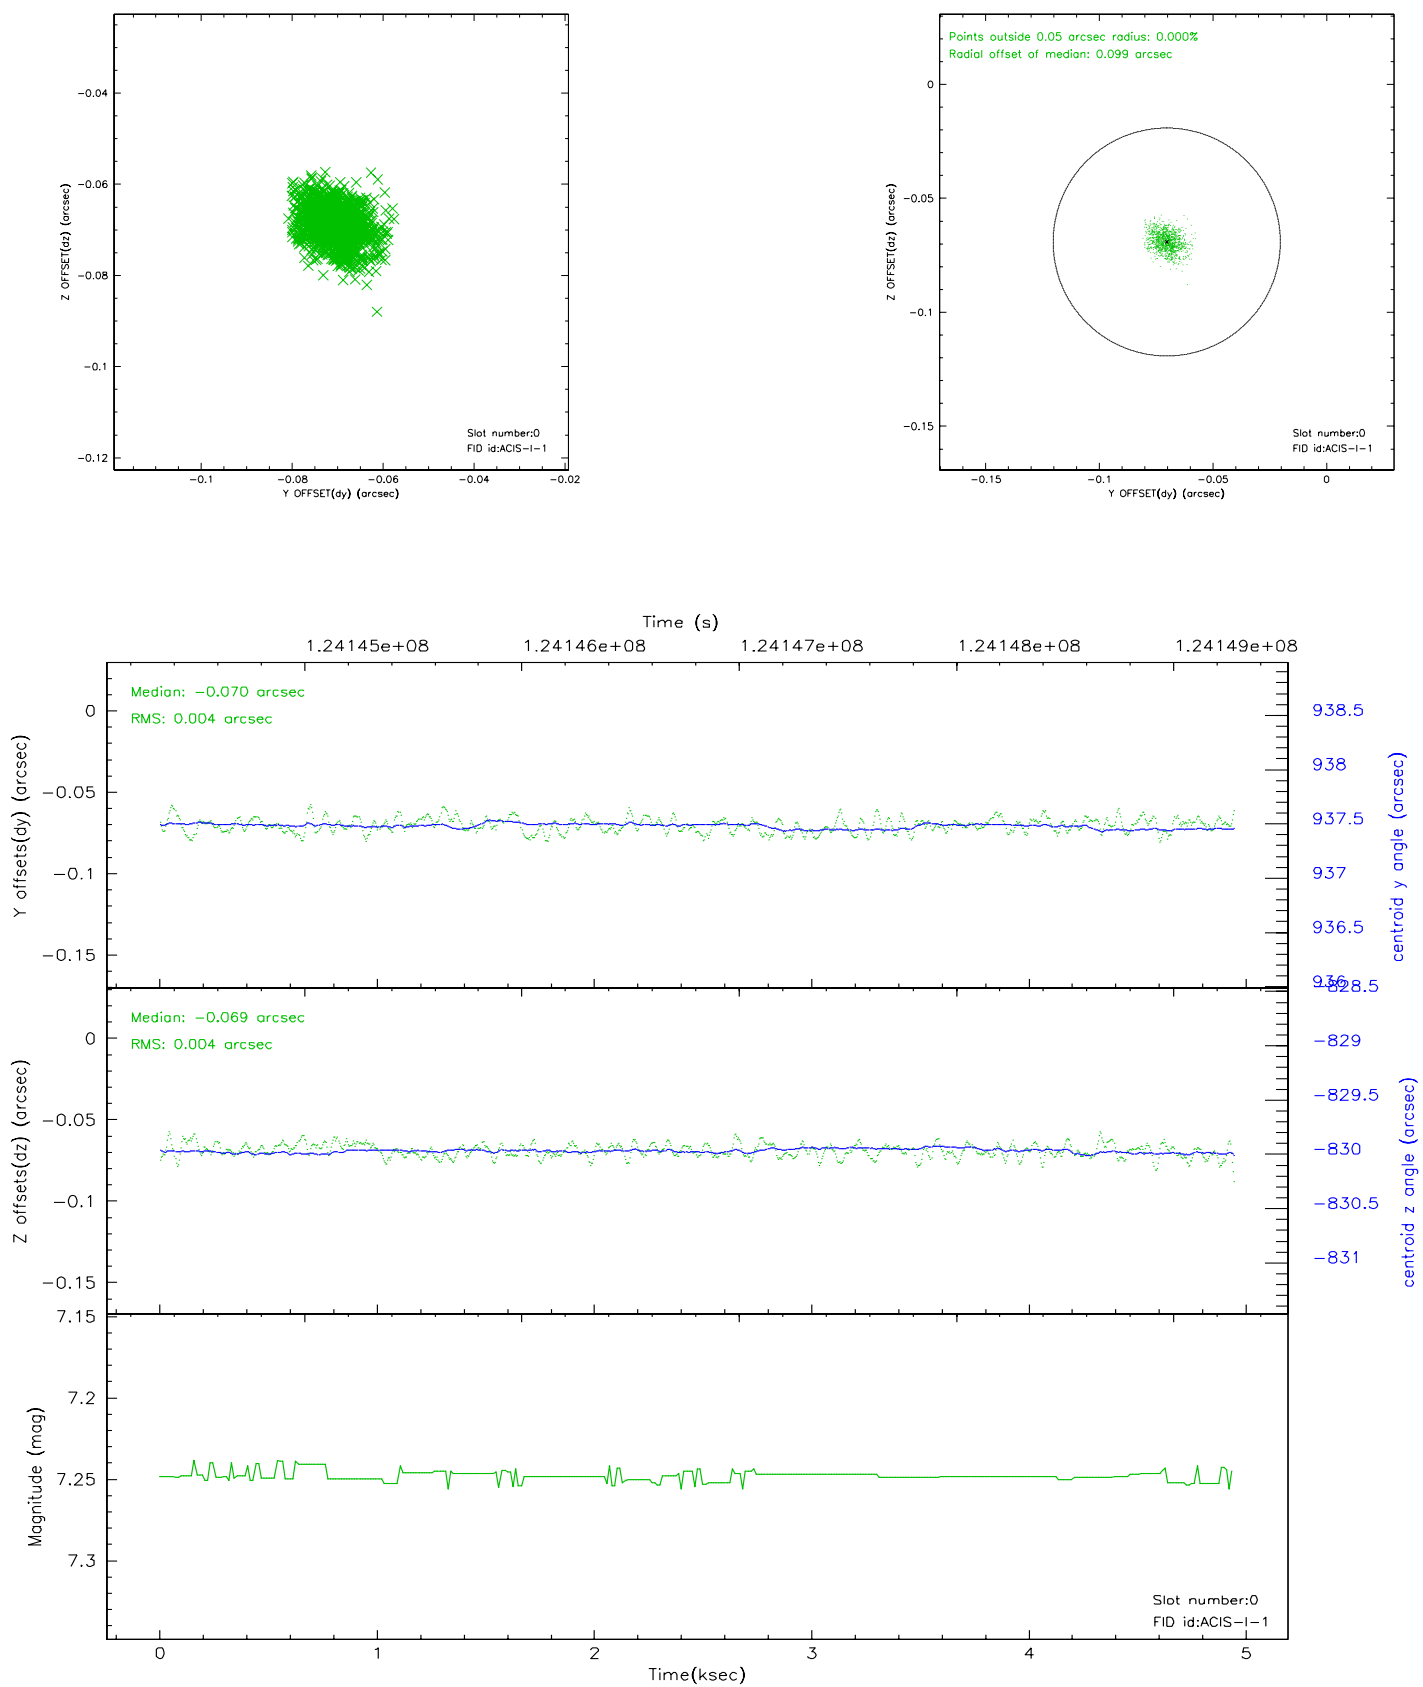 −0.04
−0.06
−0.08
−0.1
−0.12
Z OFFSET(dz) (arcsec)
Slot number:0
FID id:ACIS−I−1
−0.1
−0.08
−0.06
−0.04
−0.02
Y OFFSET(dy) (arcsec)
Points outside 0.05 arcsec radius: 0.000%
Radial offset of median: 0.099 arcsec
0
−0.05
−0.1
−0.15
Z OFFSET(dz) (arcsec)
Slot number:0
FID id:ACIS−I−1
−0.15
−0.1
−0.05
0
Y OFFSET(dy) (arcsec)
Time (s)
1.24145e+08
1.24146e+08
1.24147e+08
1.24148e+08
1.24149e+08
Median: −0.070 arcsec
RMS: 0.004 arcsec
0
−0.05
−0.1
−0.15
Y offsets(dy) (arcsec)
938.5
938
937.5
937
936.5
936
centroid y angle (arcsec)
Median: −0.069 arcsec
RMS: 0.004 arcsec
0
−0.05
−0.1
−0.15
Z offsets(dz) (arcsec)
−828.5
−829
−829.5
−830
−830.5
−831
centroid z angle (arcsec)
7.15
7.2
7.25
7.3
Magnitude (mag)
Slot number:0
FID id:ACIS−I−1
0
1
2
3
4
5
Time(ksec)